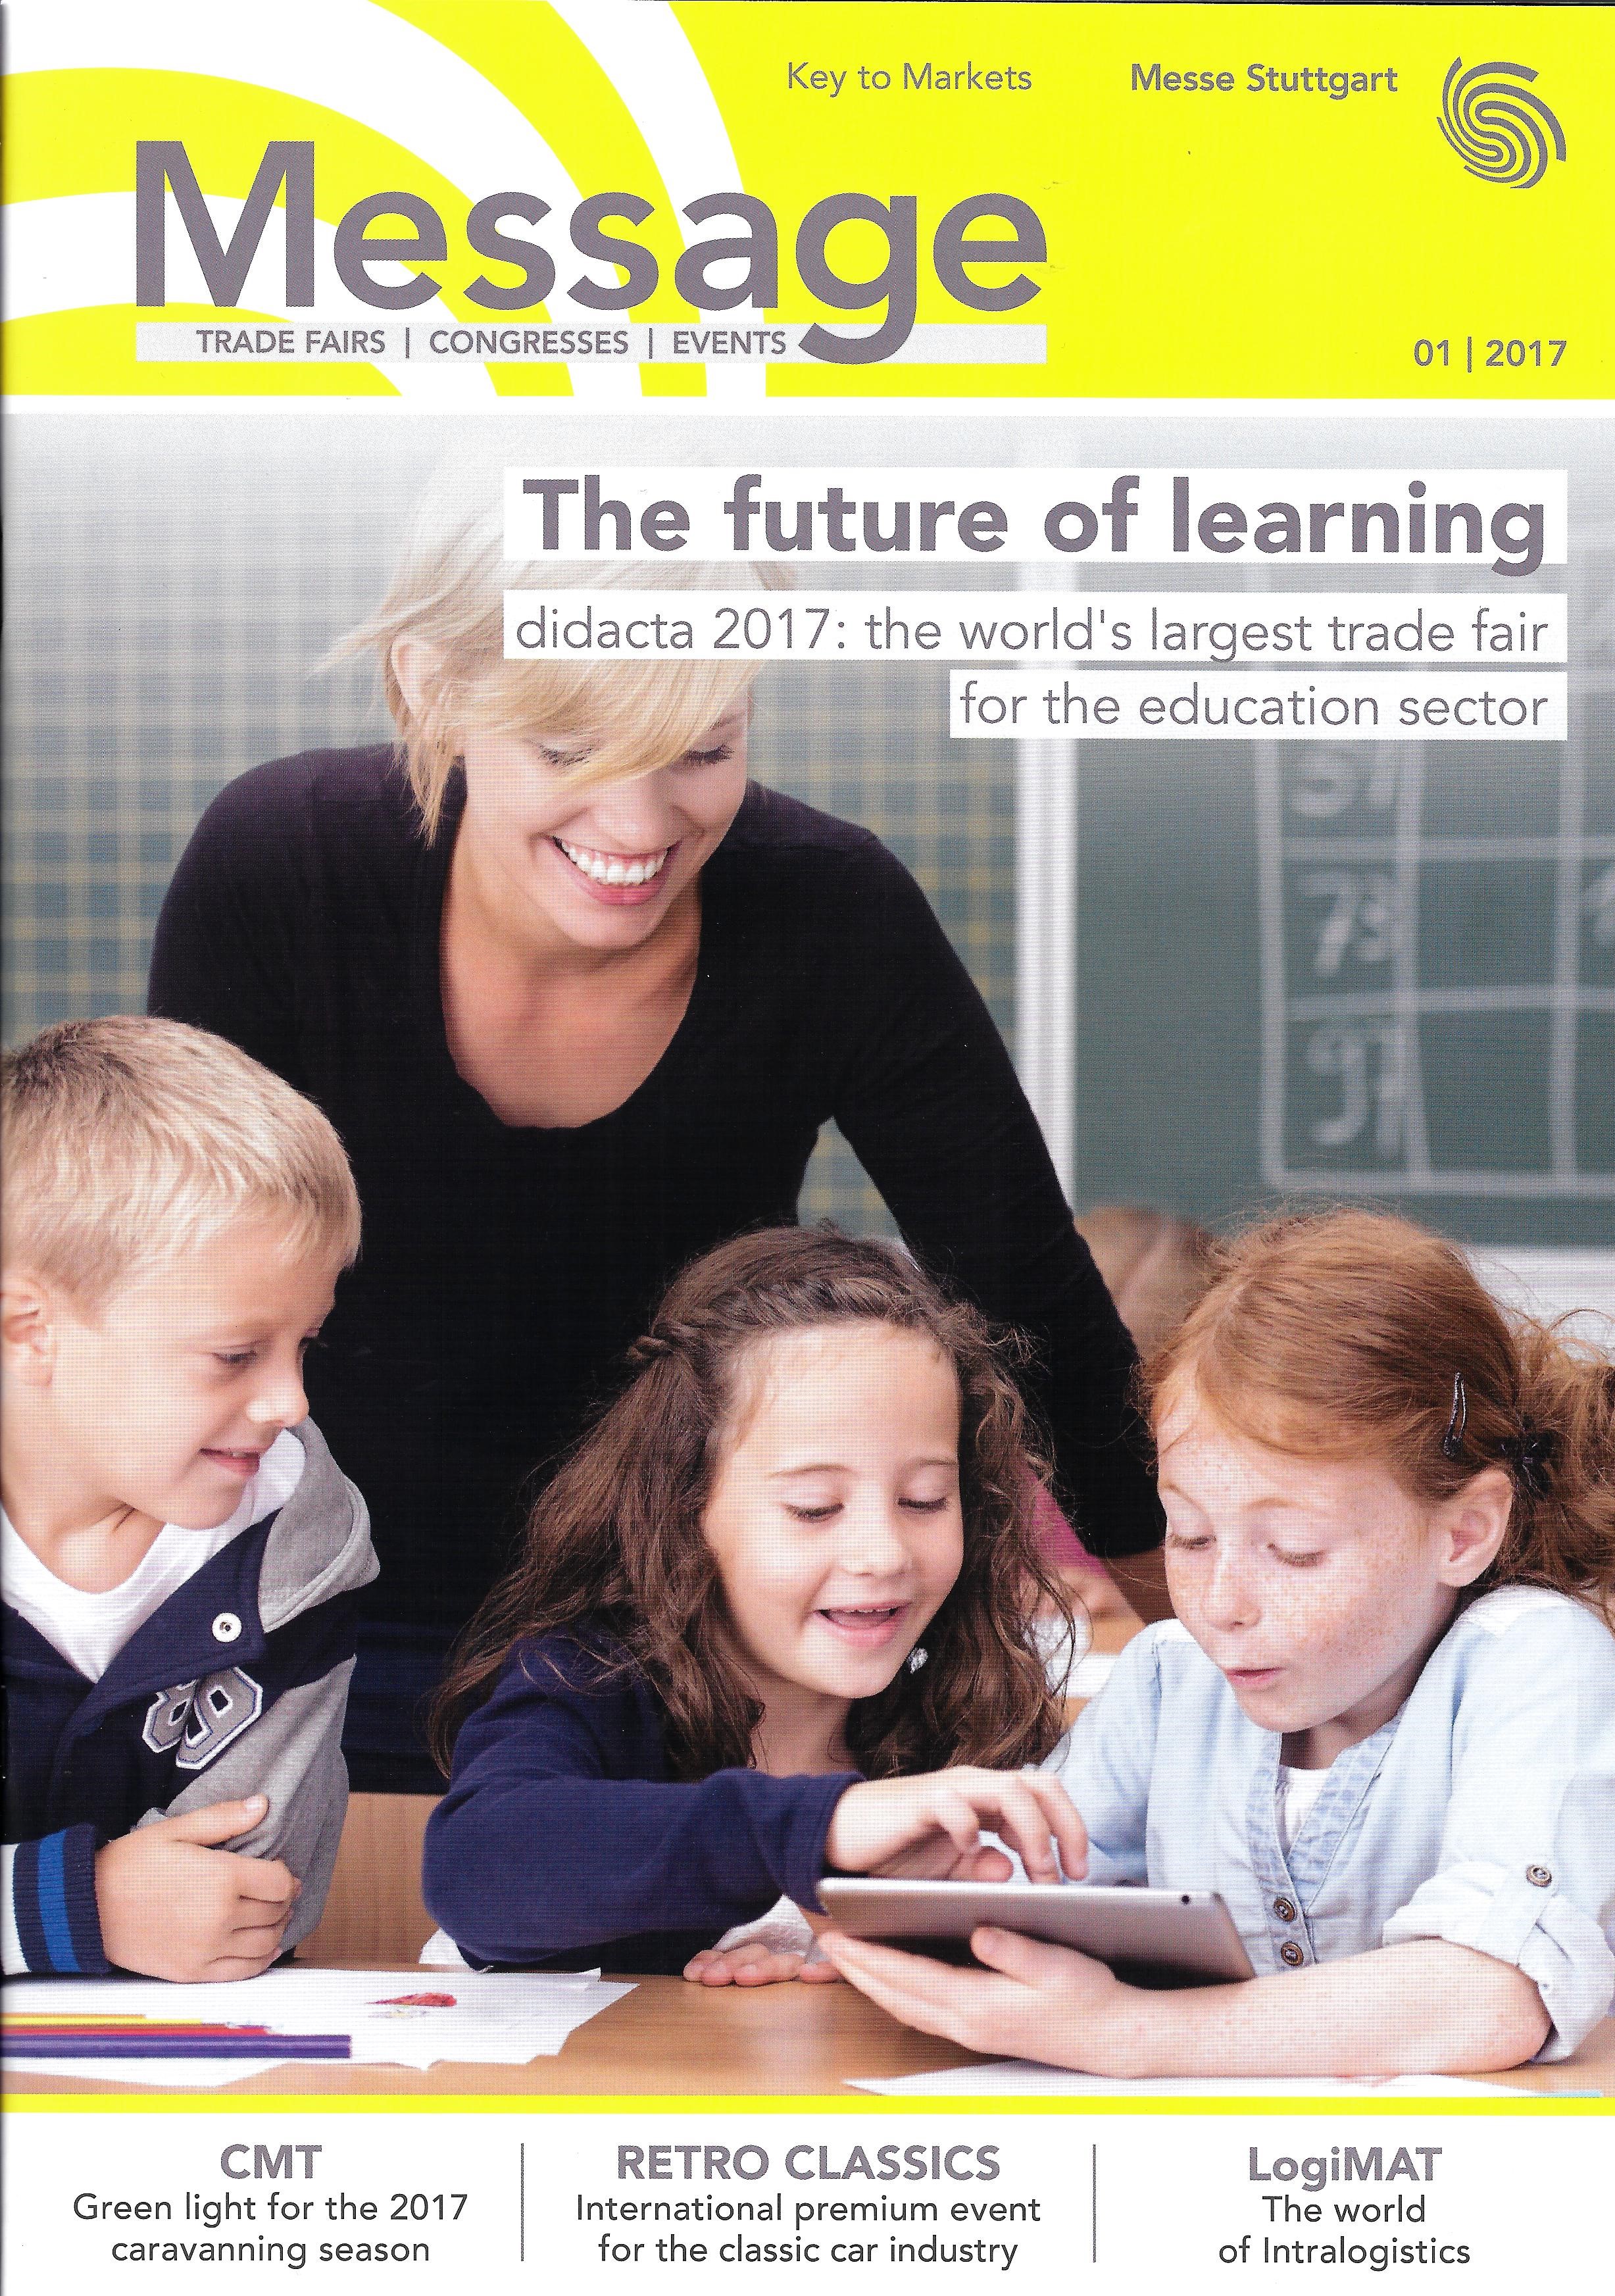 Key to Markets
Messe Stuttgart
Message
TRADE FAIRS | CONGRESSES | EVENTS
01 | 2017
The future of learning
didacta 2017: the world's largest trade fair
for the education sector
73
CMT
Green light for the 2017
caravanning season
RETRO CLASSICS
International premium event
for the classic car industry
LogiMAT
The world
of Intralogistics